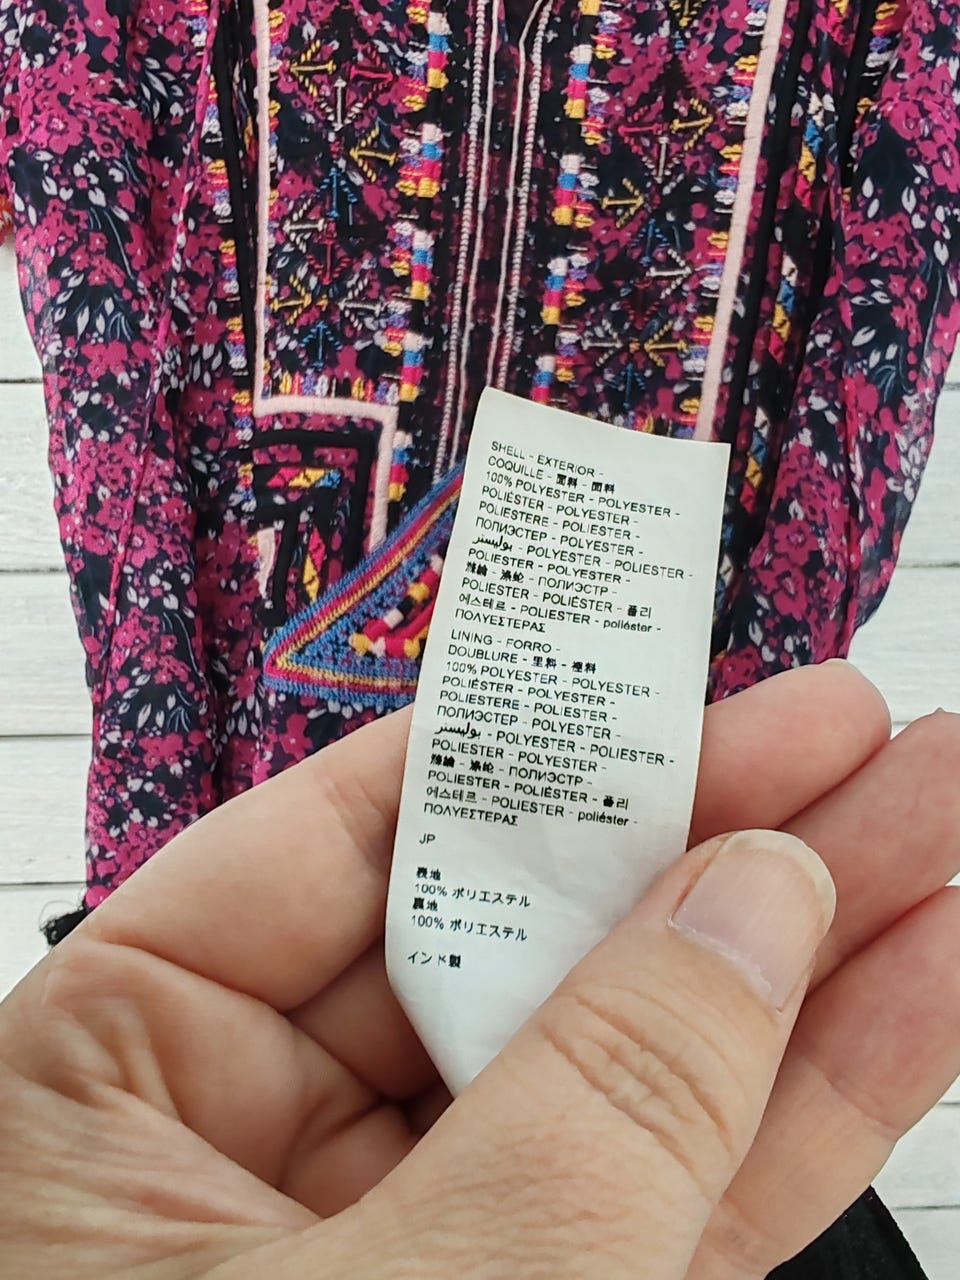 SHELL - EXTERIOR -
COQUILLE - 面料 - 面料
100% POLYESTER - POLYESTER -
POLIÉSTER - POLYESTER -
POLIESTERE - POLIESTER -
ПОЛИЭСТЕР - POLYESTER -
بوليستر - POLYESTER - POLIESTER -
POLIESTER - POLYESTER -
滌綸 - 涤纶 - ПОЛИЭСТР -
POLIESTER - POLIÉSTER - 폴리
에스테르 - POLIESTER - poliéster -
ΠΟΛΥΕΣΤΕΡΑΣ
LINING - FORRO -
DOUBLURE - 里料 - 裡料
100% POLYESTER - POLYESTER -
POLIÉSTER - POLYESTER -
POLIESTERE - POLIESTER -
ПОЛИЭСТЕР - POLYESTER -
بوليستر - POLYESTER - POLIESTER -
POLIESTER - POLYESTER -
滌綸 - 涤纶 - ПОЛИЭСТР -
POLIESTER - POLIÉSTER - 폴리
에스테르 - POLIESTER - poliéster -
ΠΟΛΥΕΣΤΕΡΑΣ
JP
表地
100% ポリエステル
裏地
100% ポリエステル
インド製